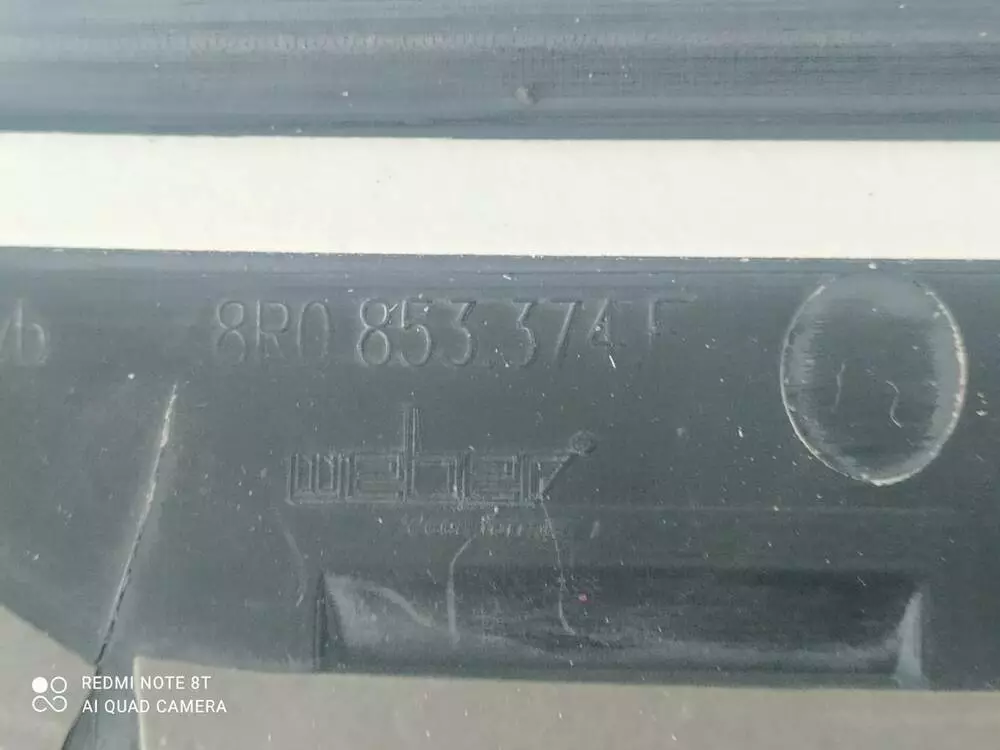 8R0 853 374 F
weber
REDMI NOTE 8T
AI QUAD CAMERA